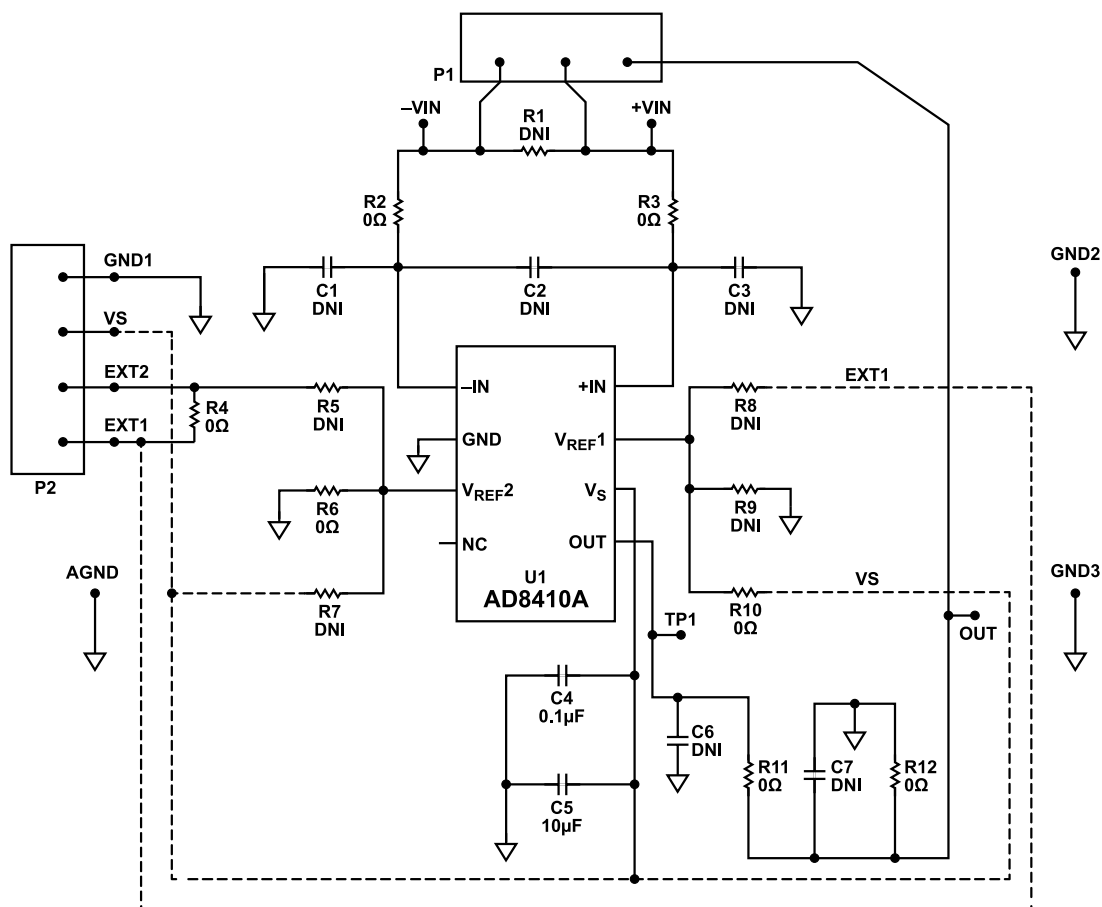 P1
–VIN
R1
DNI
+VIN
R2
0Ω
R3
0Ω
GND1
C1
DNI
C2
DNI
C3
DNI
GND2
VS
EXT2
R4
0Ω
EXT1
P2
R5
DNI
R6
0Ω
R7
DNI
–IN
+IN
GND
VREF1
VREF2
VS
NC
OUT
U1
AD8410A
R8
DNI
EXT1
R9
DNI
R10
0Ω
VS
AGND
GND3
TP1
OUT
C4
0.1µF
C5
10µF
C6
DNI
R11
0Ω
C7
DNI
R12
0Ω